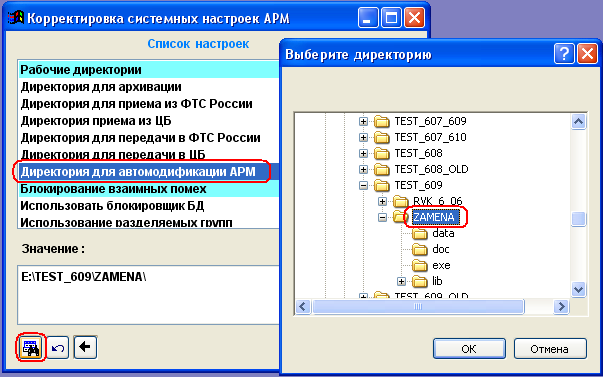 Корректировка системных настроек АРМ
Список настроек
Рабочие директории
Директория для архивации
Директория для приема из ФТС России
Директория приема из ЦБ
Директория для передачи в ФТС России
Директория для передачи в ЦБ
Директория для автомодификации АРМ
Блокирование взаимных помех
Использовать блокировщик БД
Использование разделяемых групп
Значение :
E:\TEST_609\ZAMENA\
Выберите директорию
TEST_607_609
TEST_607_610
TEST_608
TEST_608_OLD
TEST_609
RVK_6_06
ZAMENA
data
doc
exe
lib
TEST_609_OLD
OK
Отмена